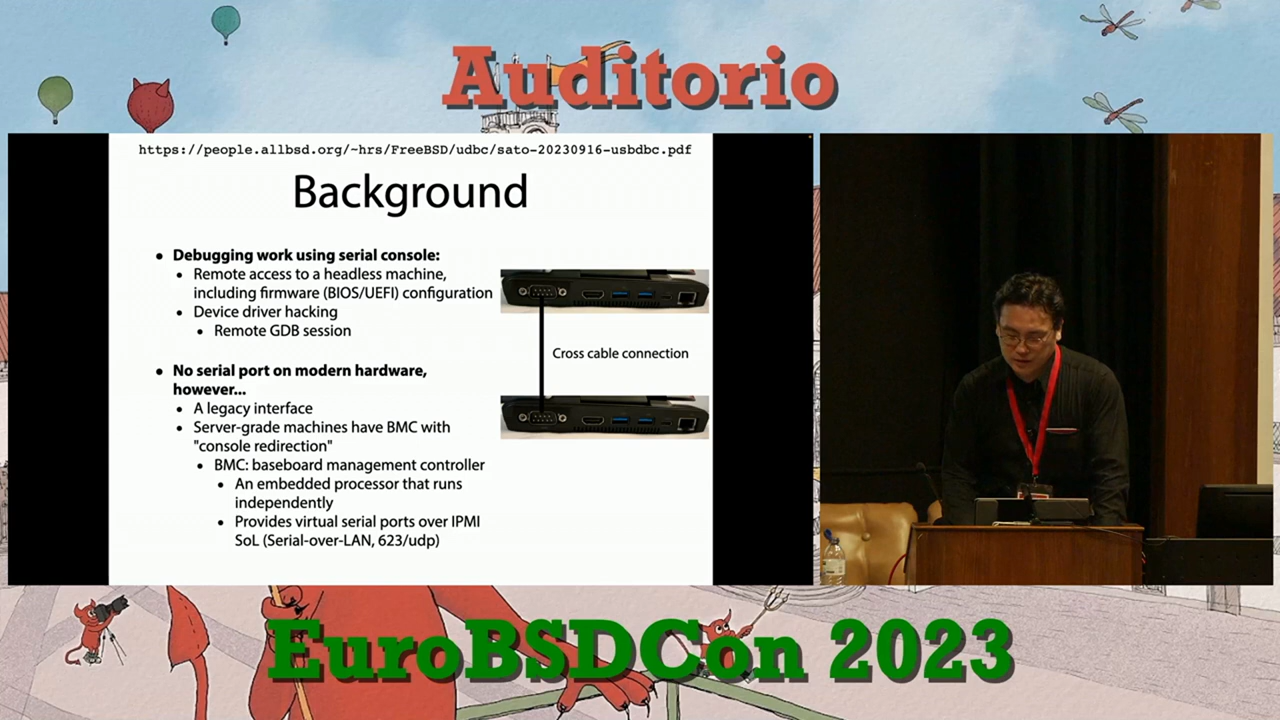 Auditorio
https://people.allbsd.org/~hrs/FreeBSD/udbc/sato-20230916-usbdbc.pdf
Background
• Debugging work using serial console:
• Remote access to a headless machine,
including firmware (BIOS/UEFI) configuration
• Device driver hacking
• Remote GDB session
• No serial port on modern hardware,
however...
• A legacy interface
• Server-grade machines have BMC with
"console redirection"
• BMC: baseboard management controller
• An embedded processor that runs
independently
• Provides virtual serial ports over IPMI
SoL (Serial-over-LAN, 623/udp)
Cross cable connection
EuroBSDCon 2023